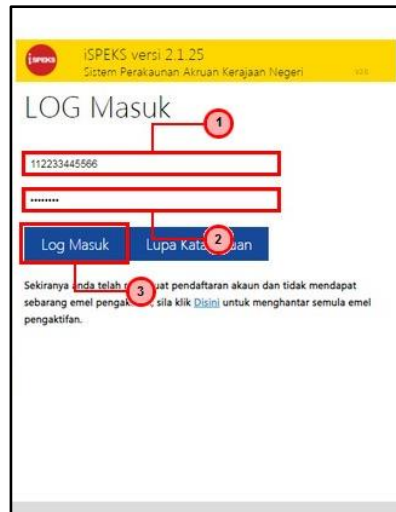 iSPEKS
iSPEKS versi 2.1.25
Sistem Perakaunan Akruan Kerajaan Negeri
LOG Masuk
1
112233445566
••••••••
Log Masuk
Lupa Kata
2
Sekiranya anda telah
3
pendaftaran akaun dan tidak mendapat
sebarang emel
, sila klik Disini untuk menghantar semula emel
pengaktifan.